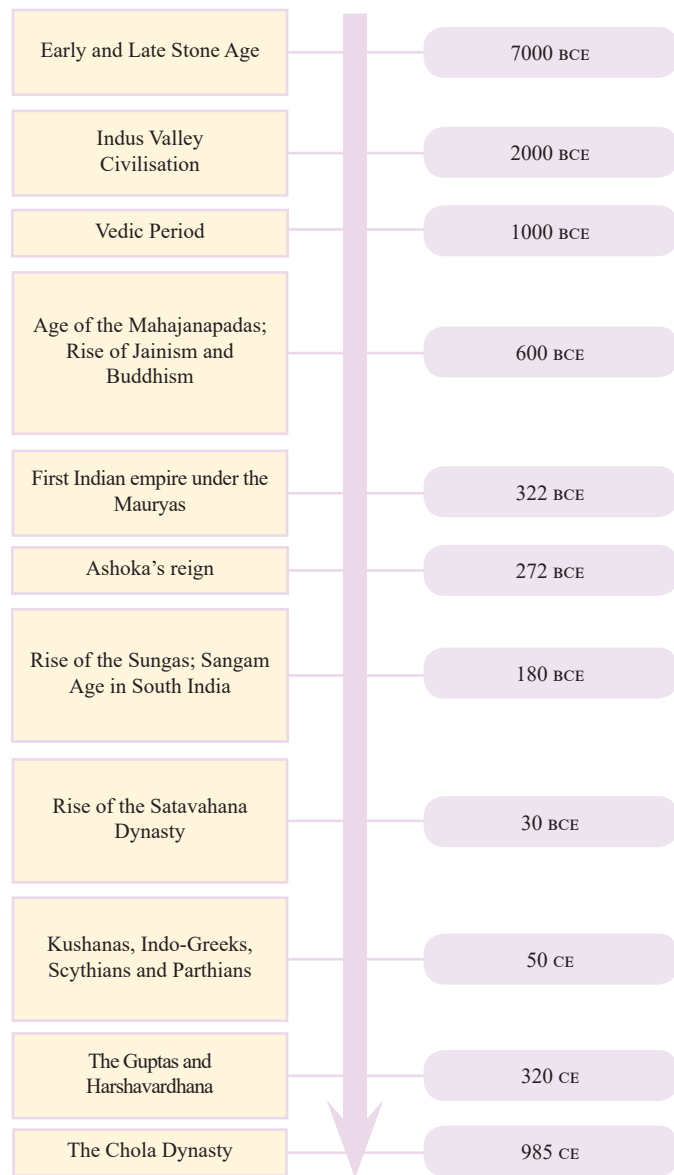 Early and Late Stone Age
7000 BCE
Indus Valley
Civilisation
2000 BCE
Vedic Period
1000 BCE
Age of the Mahajanapadas;
Rise of Jainism and
Buddhism
600 BCE
First Indian empire under the
Mauryas
322 BCE
Ashoka’s reign
272 BCE
Rise of the Sungas; Sangam
Age in South India
180 BCE
Rise of the Satavahana
Dynasty
30 BCE
Kushanas, Indo-Greeks,
Scythians and Parthians
50 CE
The Guptas and
Harshavardhana
320 CE
The Chola Dynasty
985 CE